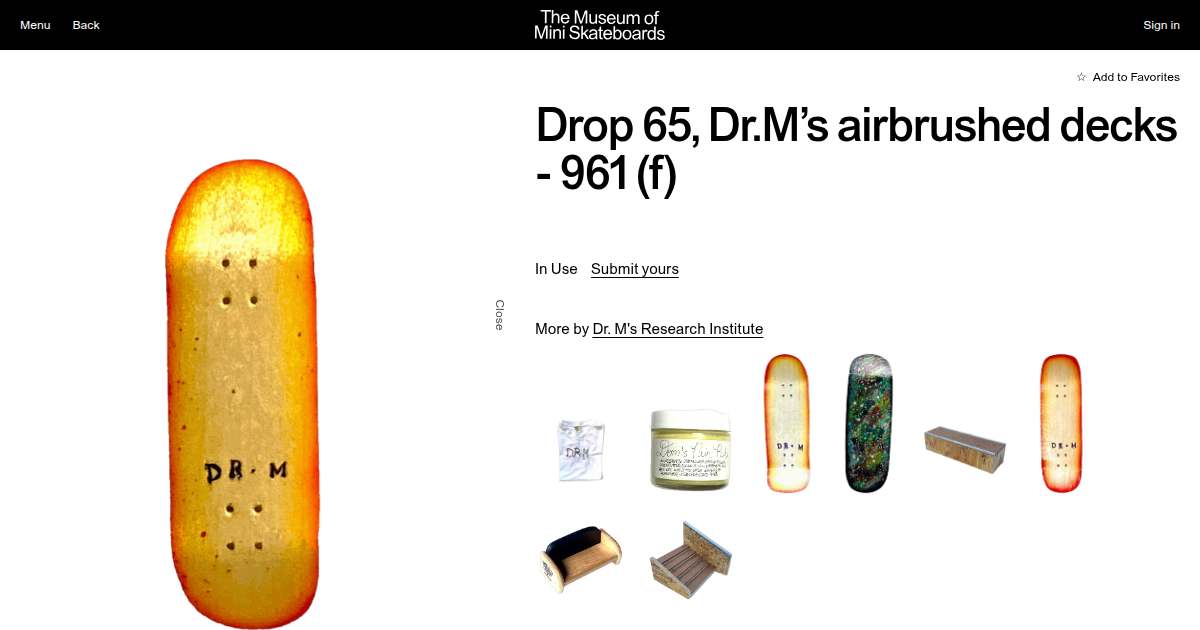 Menu
Back
The Museum of
Mini Skateboards
Sign in
☆ Add to Favorites
Drop 65, Dr.M’s airbrushed decks
- 961 (f)
In Use
Submit yours
Close
More by Dr. M's Research Institute
DR. M
DR M
DR. M
DR. M